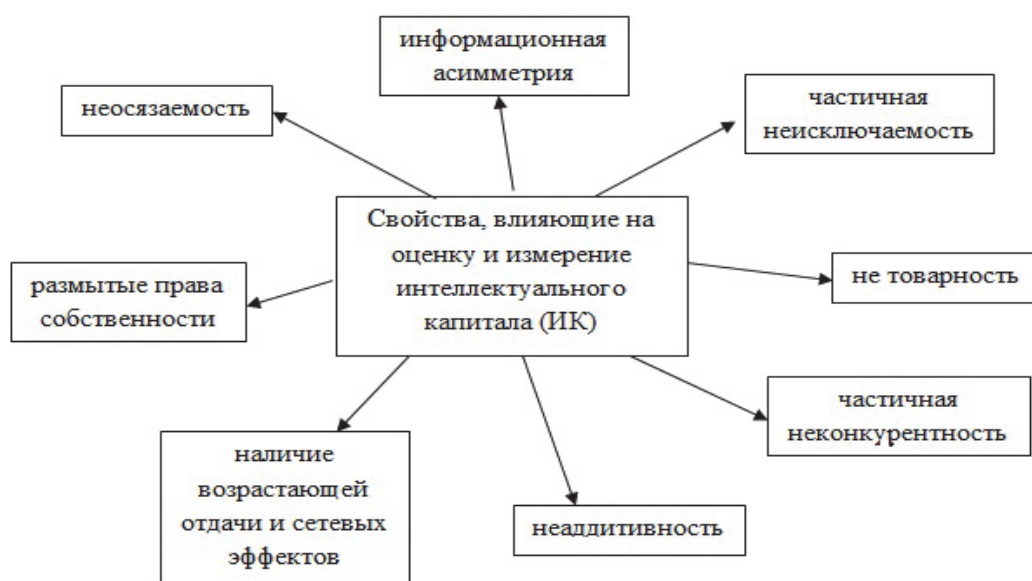 информационная
асимметрия
неосязаемость
частичная
неисключаемость
Свойства, влияющие на
оценку и измерение
интеллектуального
капитала (ИК)
размытые права
собственности
не товарность
частичная
неконкурентность
наличие
возрастающей
отдачи и сетевых
эффектов
неаддитивность